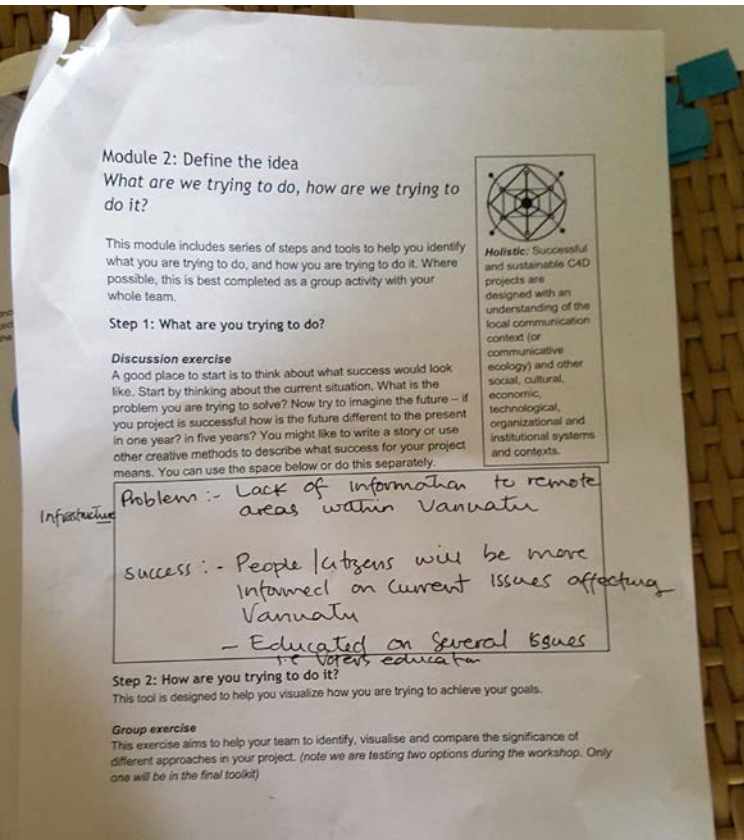 Module 2: Define the idea
What are we trying to do, how are we trying to
do it?
This module includes series of steps and tools to help you identify
what you are trying to do, and how you are trying to do it. Where
possible, this is best completed as a group activity with your
whole team.
Step 1: What are you trying to do?
Discussion exercise
A good place to start is to think about what success would look
like. Start by thinking about the current situation. What is the
problem you are trying to solve? Now try to imagine the future – if
you project is successful how is the future different to the present
in one year? in five years? You might like to write a story or use
other creative methods to describe what success for your project
means. You can use the space below or do this separately.
Holistic: Successful
and sustainable C4D
projects are
designed with an
understanding of the
local communication
context (or
communicative
ecology) and other
social, cultural,
economic,
technological,
organizational and
institutional systems
and contexts.
Infrastructure
Problem :- Lack of information to remote
areas within Vanuatu
success :- People / citizens will be more
Informed on current Issues affecting
Vanuatu
- Educated on several issues
i.e voters education
Step 2: How are you trying to do it?
This tool is designed to help you visualize how you are trying to achieve your goals.
Group exercise
This exercise aims to help your team to identify, visualise and compare the significance of
different approaches in your project. (note we are testing two options during the workshop. Only
one will be in the final toolkit)